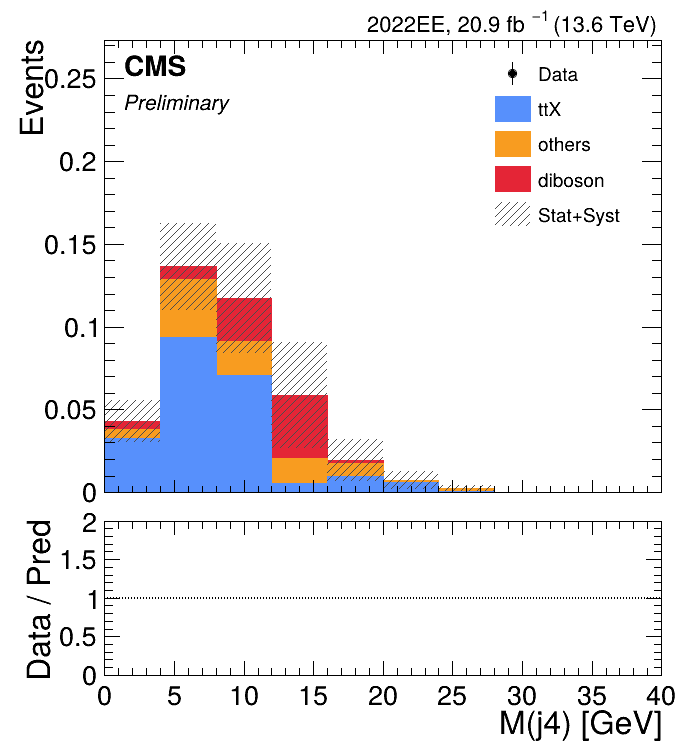 2022EE, 20.9 fb⁻¹ (13.6 TeV)
CMS
Preliminary
Events
0.25
0.2
0.15
0.1
0.05
0
Data
ttX
others
diboson
Stat+Syst
Data / Pred
2
1.5
1
0.5
0
0 5 10 15 20 25 30 35 40
M(j4) [GeV]